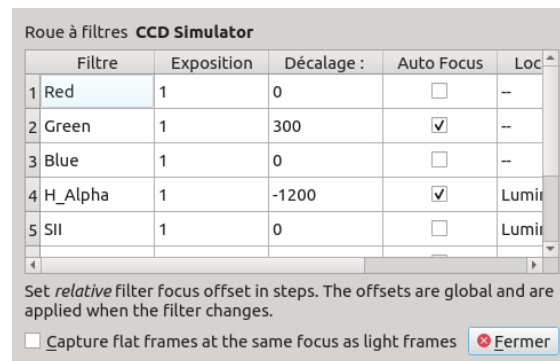 Roue à filtres CCD Simulator
Filtre Exposition Décalage : Auto Focus Loc
1 Red 1 0 --
2 Green 1 300 --
3 Blue 1 0 --
4 H_Alpha 1 -1200 Lumin
5 SII 1 0 Lumin
Set relative filter focus offset in steps. The offsets are global and are
applied when the filter changes.
Capture flat frames at the same focus as light frames Fermer